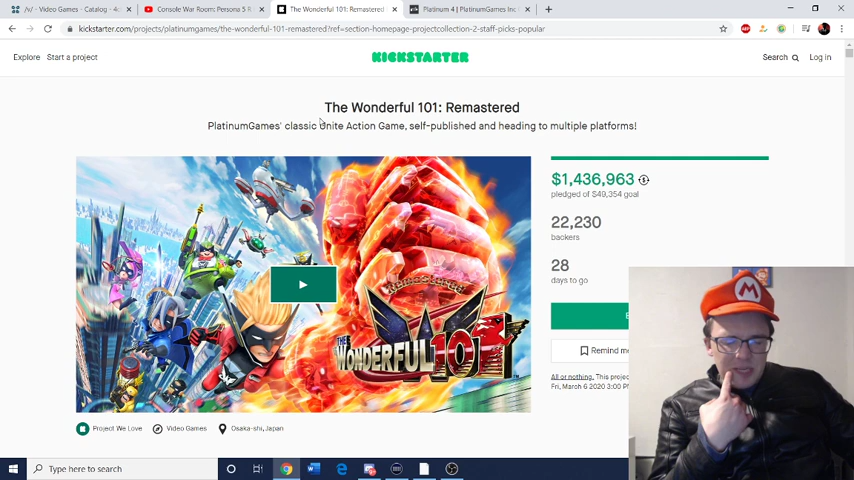 /v/ - Video Games - Catalog - 4c
Console War Room: Persona 5 R
The Wonderful 101: Remastered
Platinum 4 | PlatinumGames Inc
kickstarter.com/projects/platinumgames/the-wonderful-101-remastered?ref=section-homepage-projectcollection-2-staff-picks-popular
Explore Start a project
KICKSTARTER
Search Log In
The Wonderful 101: Remastered
PlatinumGames' classic Unite Action Game, self-published and heading to multiple platforms!
$1,436,963
pledged of $49,354 goal
22,230
backers
28
days to go
Remastered
THE WONDERFUL 101
Remind me
All or nothing. This proje
Fri, March 6 2020 3:00 PM
Project We Love Video Games Osaka-shi, Japan
M
Type here to search